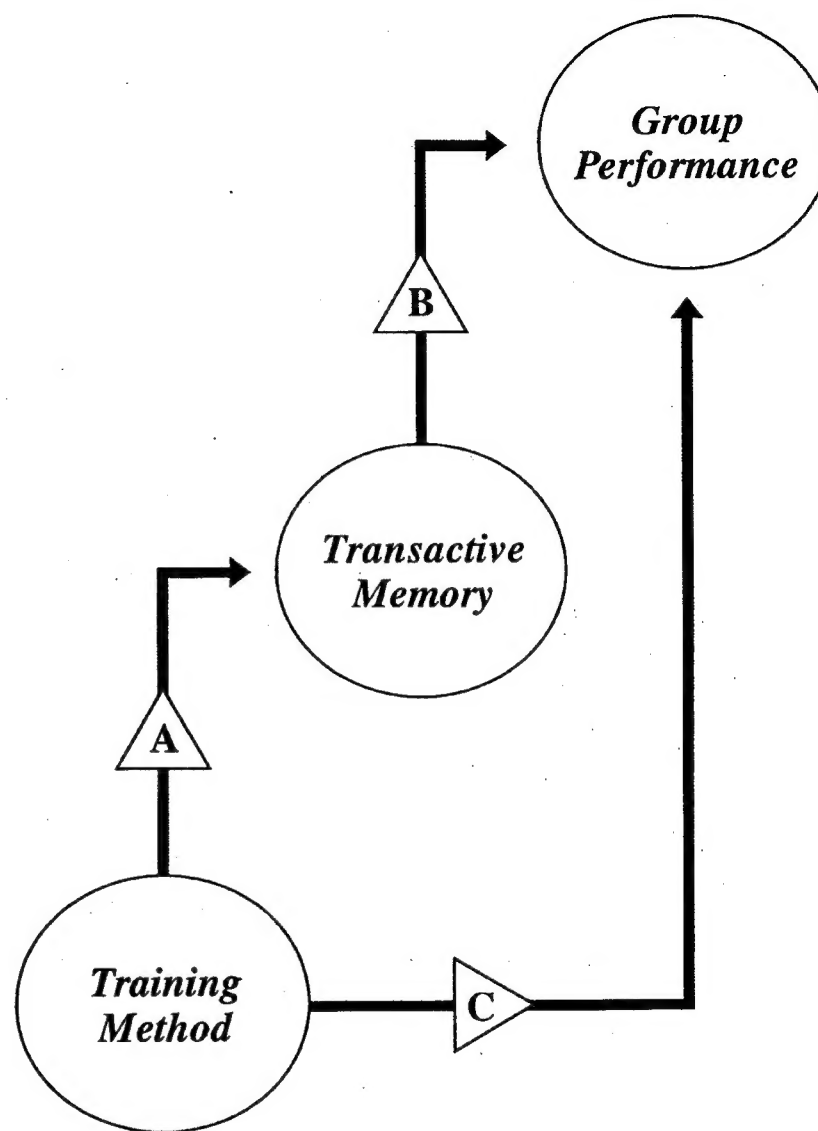 Group
Performance
B
Transactive
Memory
A
Training
Method
C